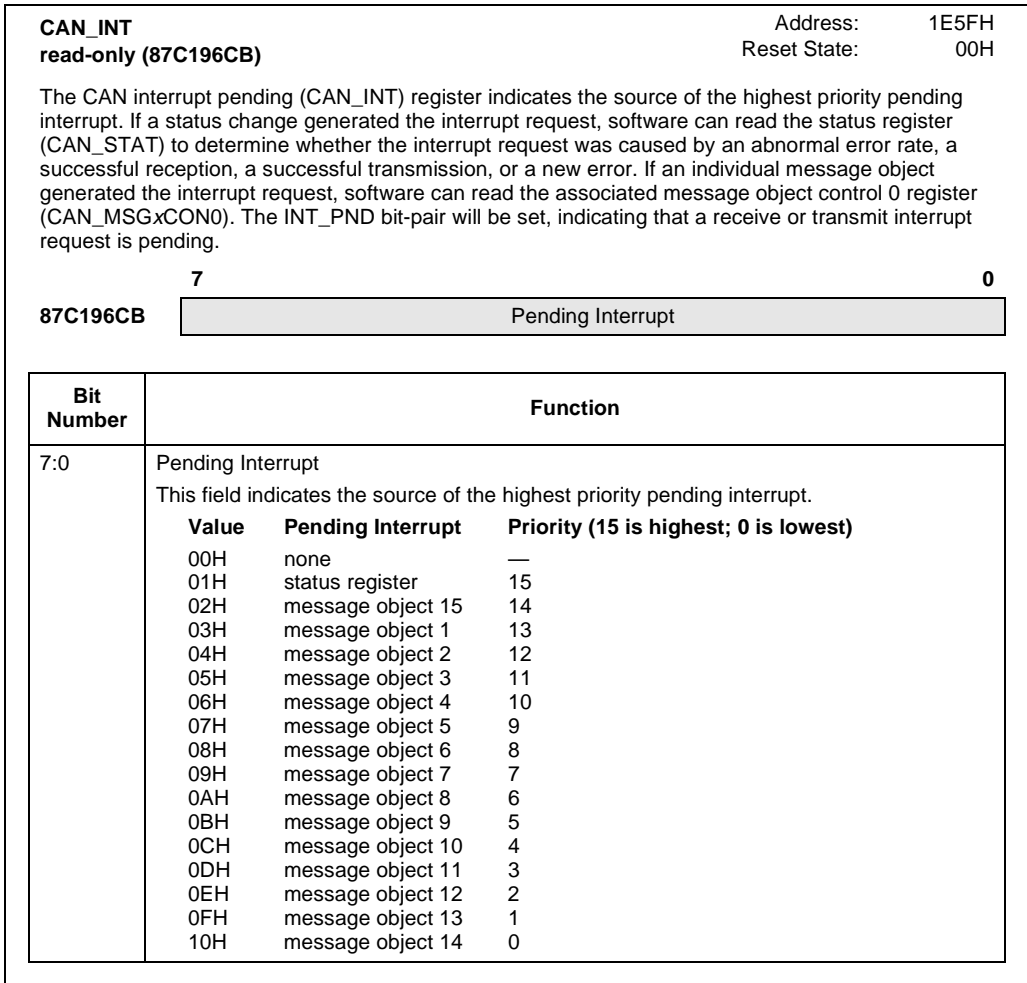 CAN_INT Address: 1E5FH
read-only (87C196CB) Reset State: 00H
The CAN interrupt pending (CAN_INT) register indicates the source of the highest priority pending
interrupt. If a status change generated the interrupt request, software can read the status register
(CAN_STAT) to determine whether the interrupt request was caused by an abnormal error rate, a
successful reception, a successful transmission, or a new error. If an individual message object
generated the interrupt request, software can read the associated message object control 0 register
(CAN_MSGxCON0). The INT_PND bit-pair will be set, indicating that a receive or transmit interrupt
request is pending.
7 0
87C196CB Pending Interrupt
Bit
Number Function
7:0 Pending Interrupt
This field indicates the source of the highest priority pending interrupt.
Value Pending Interrupt Priority (15 is highest; 0 is lowest)
00H none —
01H status register 15
02H message object 15 14
03H message object 1 13
04H message object 2 12
05H message object 3 11
06H message object 4 10
07H message object 5 9
08H message object 6 8
09H message object 7 7
0AH message object 8 6
0BH message object 9 5
0CH message object 10 4
0DH message object 11 3
0EH message object 12 2
0FH message object 13 1
10H message object 14 0